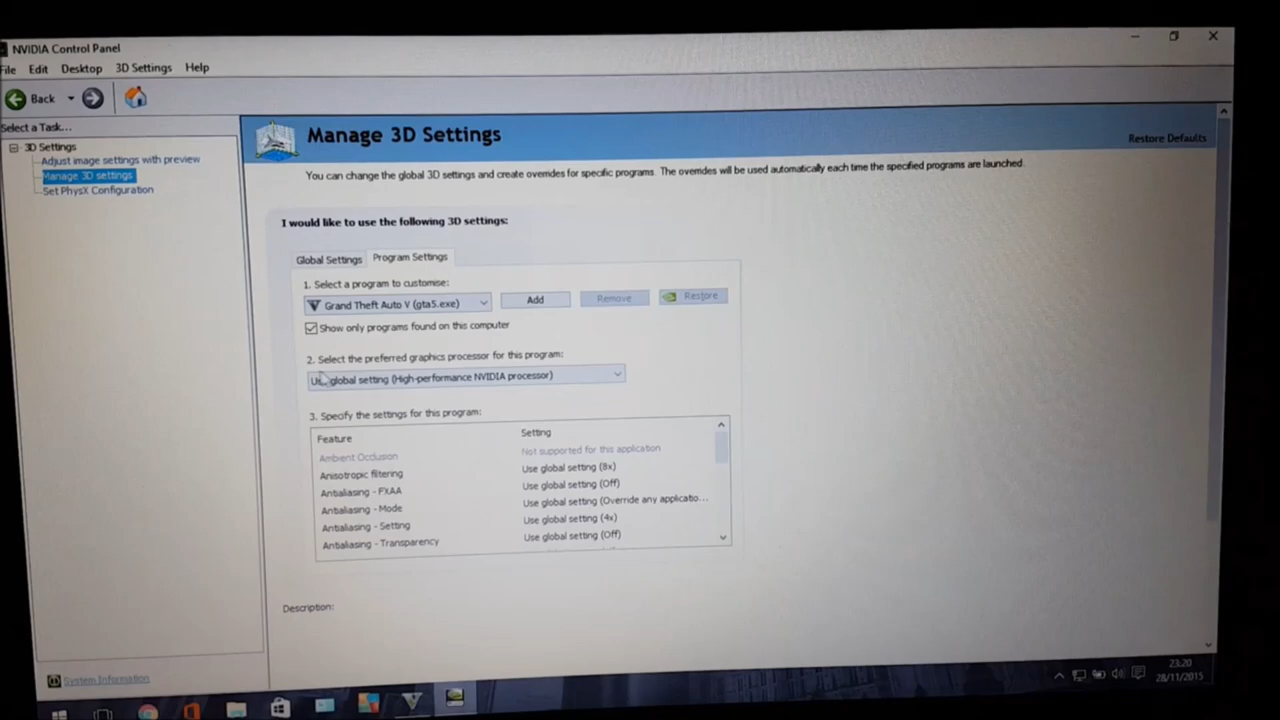 NVIDIA Control Panel
File Edit Desktop 3D Settings Help
Back
Select a Task...
3D Settings
Adjust image settings with preview
Manage 3D settings
Set PhysX Configuration
System Information
Manage 3D Settings
Restore Defaults
You can change the global 3D settings and create overrides for specific programs. The overrides will be used automatically each time the specified programs are launched.
I would like to use the following 3D settings:
Global Settings Program Settings
1. Select a program to customise:
Grand Theft Auto V (gta5.exe) Add Remove Restore
Show only programs found on this computer
2. Select the preferred graphics processor for this program:
Use global setting (High-performance NVIDIA processor)
3. Specify the settings for this program:
Feature Setting
Ambient Occlusion Not supported for this application
Anisotropic filtering Use global setting (8x)
Antialiasing - FXAA Use global setting (Off)
Antialiasing - Mode Use global setting (Override any applicatio...
Antialiasing - Setting Use global setting (4x)
Antialiasing - Transparency Use global setting (Off)
Description:
23:20
28/11/2015